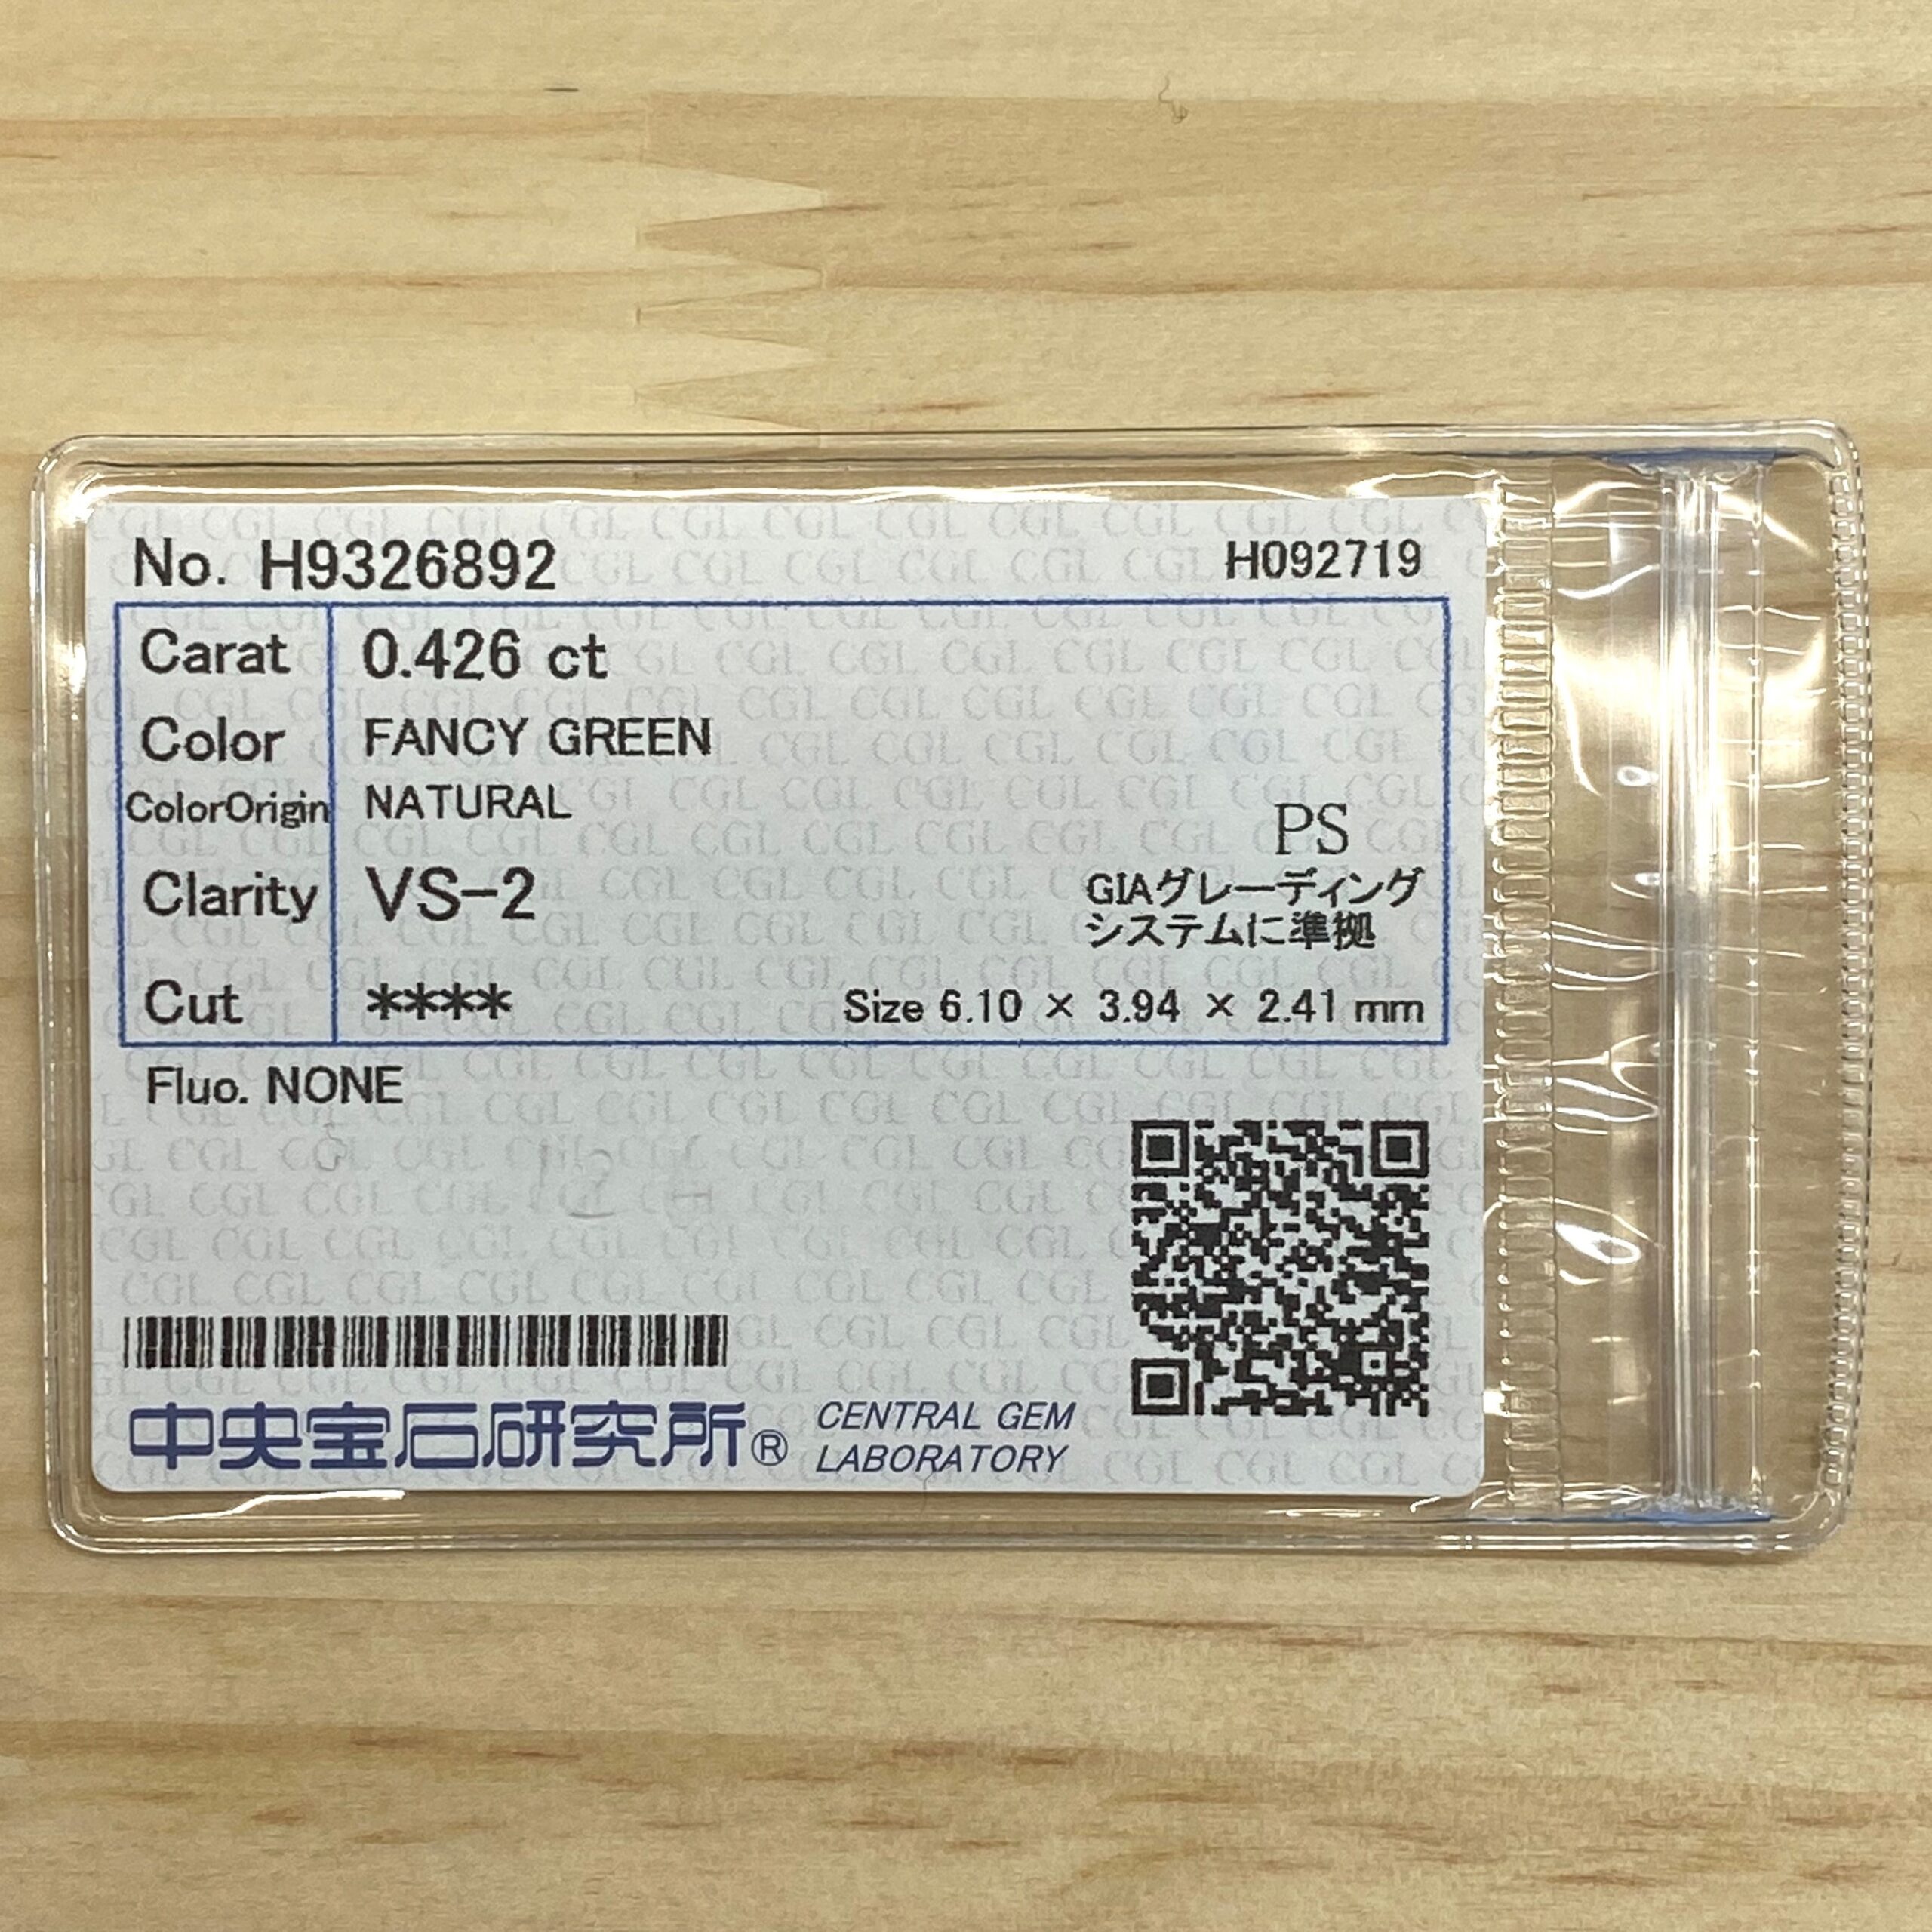 No. H9326892 H092719
Carat 0.426 ct
Color FANCY GREEN
ColorOrigin NATURAL
PS
Clarity VS-2
GIAグレーディング
システムに準拠
Cut **** Size 6.10 × 3.94 × 2.41 mm
Fluo. NONE
中央宝石研究所® CENTRAL GEM
LABORATORY